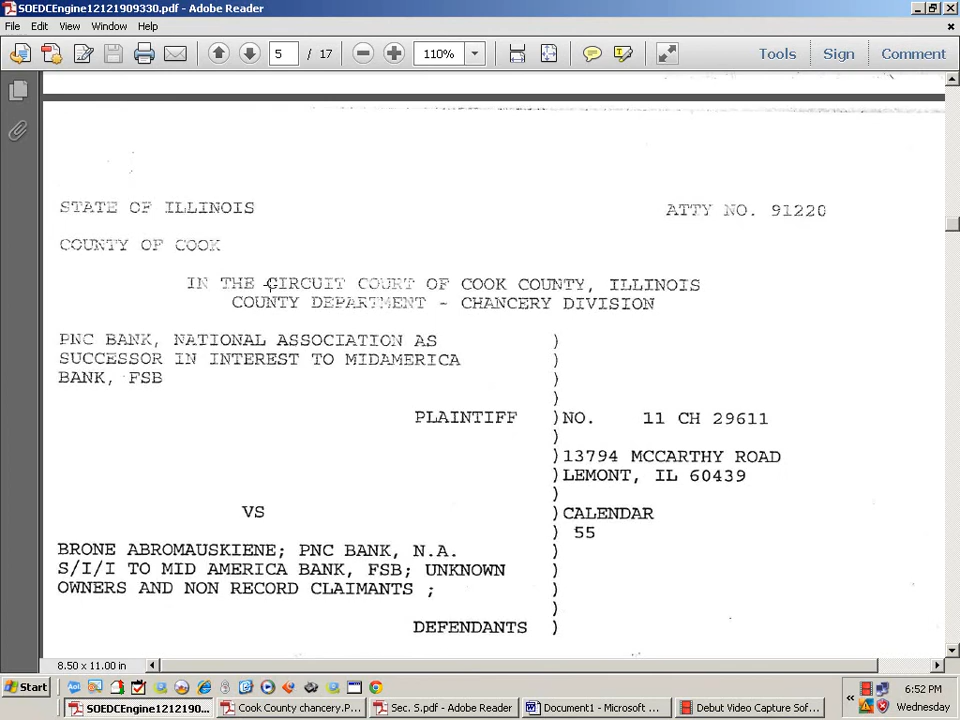 SOEDCEngine12121909330.pdf - Adobe Reader
File Edit View Window Help
5 / 17 110% Tools Sign Comment
STATE OF ILLINOIS ATTY NO. 91220
COUNTY OF COOK
IN THE CIRCUIT COURT OF COOK COUNTY, ILLINOIS
COUNTY DEPARTMENT - CHANCERY DIVISION
PNC BANK, NATIONAL ASSOCIATION AS )
SUCCESSOR IN INTEREST TO MIDAMERICA )
BANK, FSB )
)
PLAINTIFF )NO. 11 CH 29611
)
)13794 MCCARTHY ROAD
)LEMONT, IL 60439
)
VS )CALENDAR
) 55
BRONE ABROMAUSKIENE; PNC BANK, N.A. )
S/I/I TO MID AMERICA BANK, FSB; UNKNOWN )
OWNERS AND NON RECORD CLAIMANTS ; )
)
DEFENDANTS )
8.50 x 11.00 in
Start 6:52 PM
SOEDCEngine1212190... Cook County chancery.P... Sec. S.pdf - Adobe Reader Document1 - Microsoft ... Debut Video Capture Sof... Wednesday